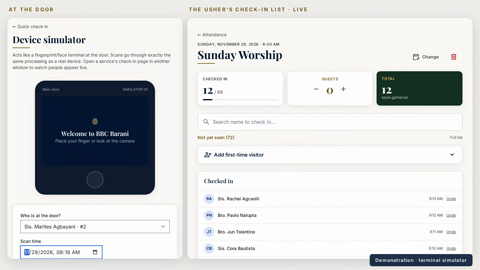 AT THE DOOR
← Quick check-in
Device simulator
Acts like a fingerprint/face terminal at the door. Scans go through exactly the same processing as a real device. Open a service's check-in page in another window to watch people appear live.
Main door
SIMULATOR-01
Welcome to BBC Barani
Place your finger or look at the camera
Who is at the door?
Sis. Marites Agbayani · #2
Scan time
/29/2026, 09:16 AM
THE USHER'S CHECK-IN LIST · LIVE
← Attendance
SUNDAY, NOVEMBER 29, 2026 · 9:30 AM
Sunday Worship
Change
CHECKED IN
12 / 69
GUESTS
− 0 +
TOTAL
12
souls gathered
Search name to check in...
Not yet seen (72)
Full list
Add first-time visitor
Checked in
RA Sis. Rachel Agcaoili 9:13 AM Undo
PN Bro. Paolo Nalupta 9:12 AM Undo
JT Bro. Jun Tolentino 9:11 AM Undo
CB Sis. Cora Bautista 9:10 AM Undo
Demonstration · terminal simulator